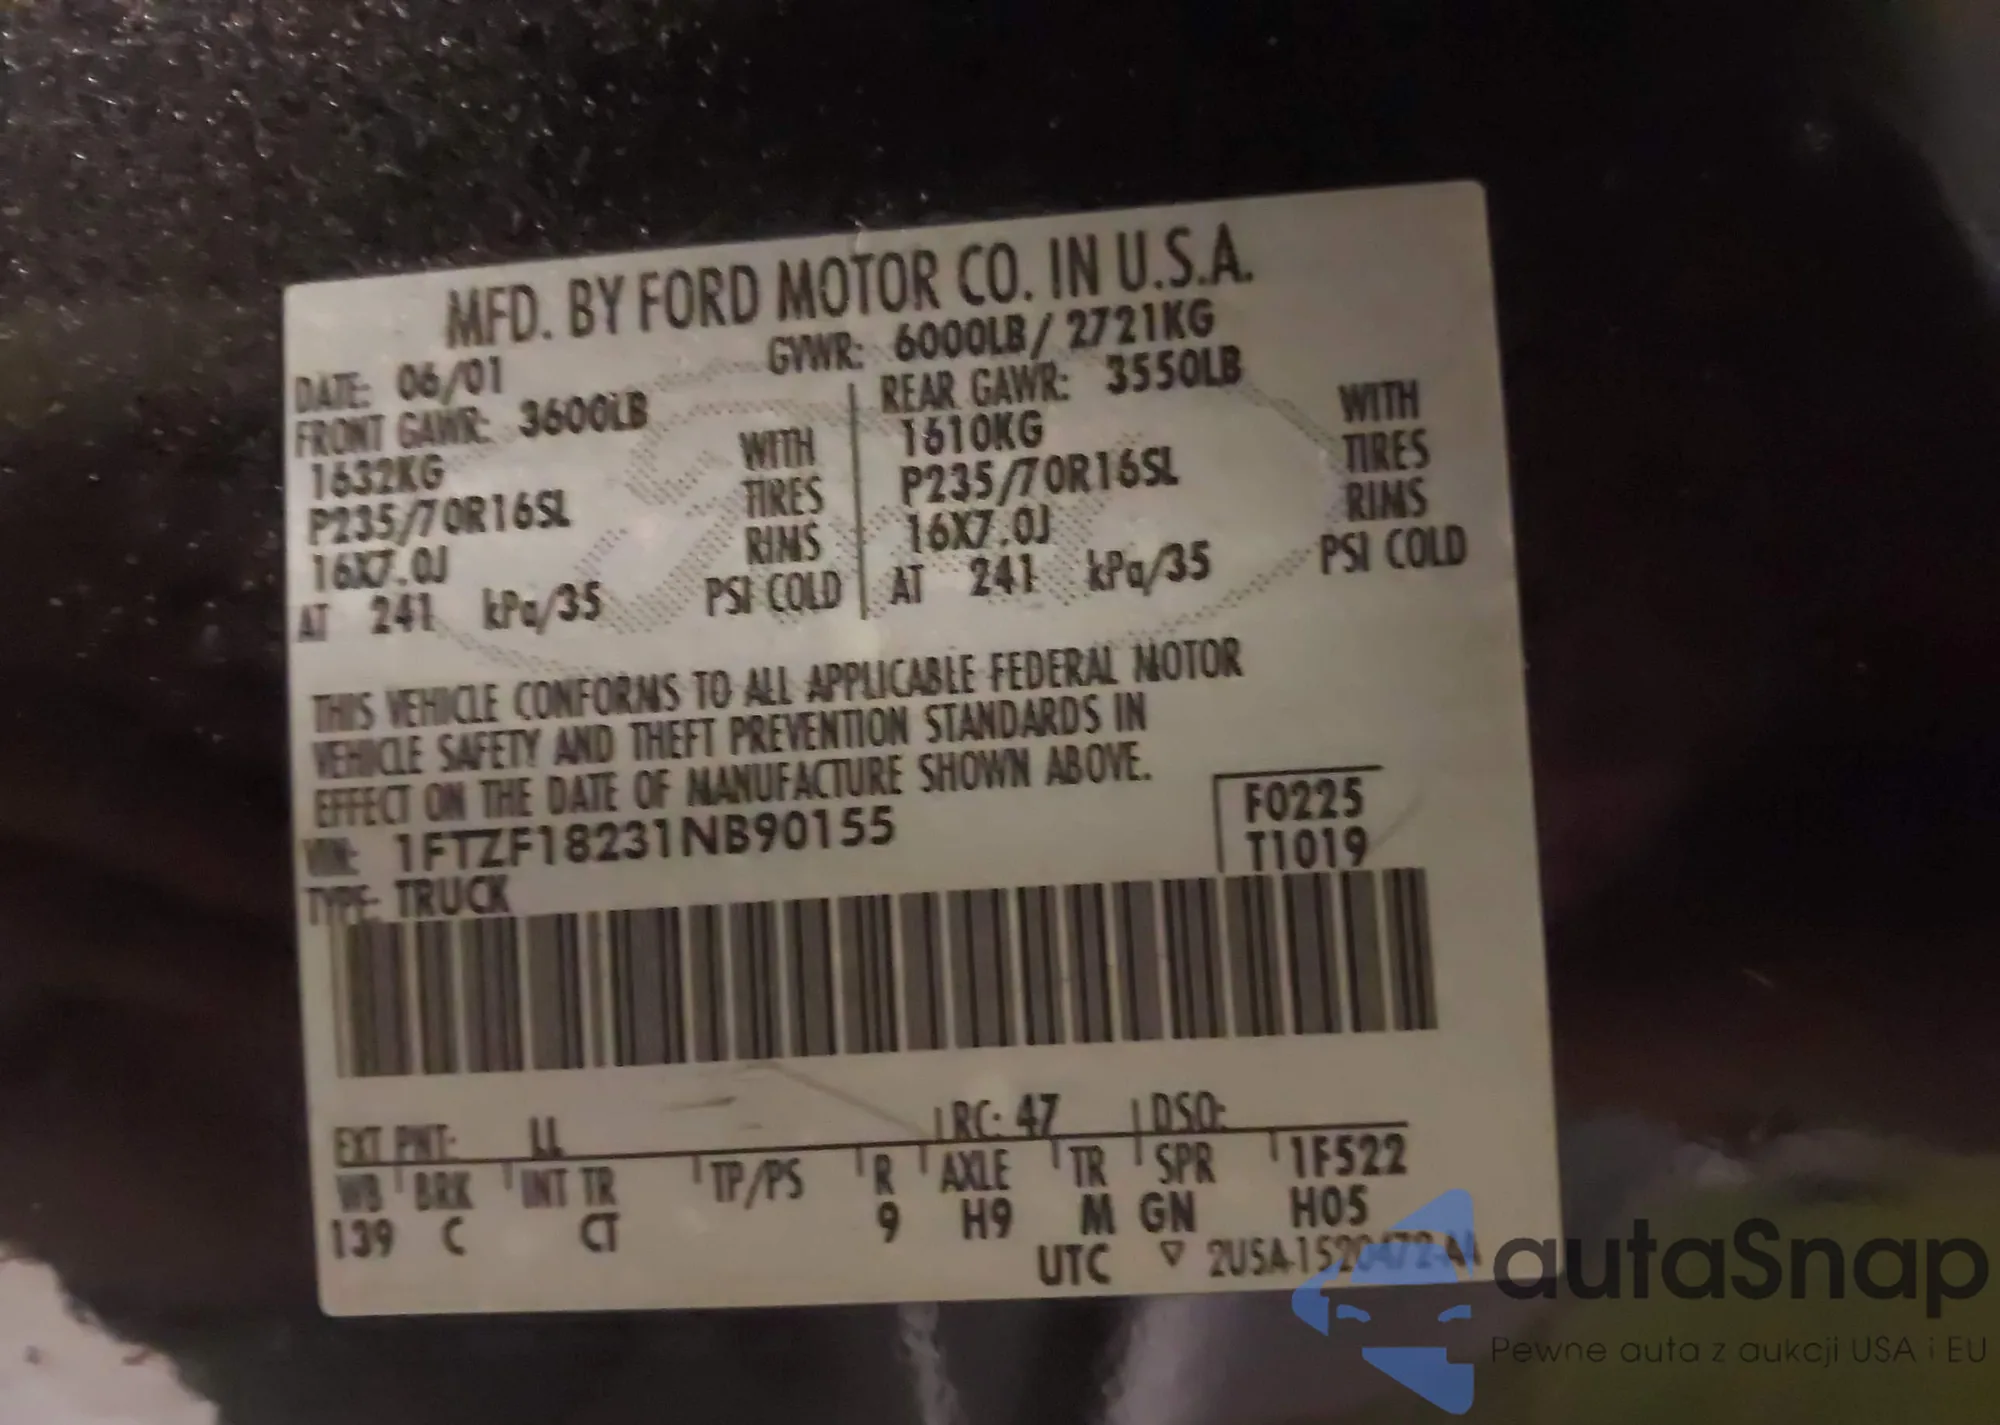 MFD. BY FORD MOTOR CO. IN U.S.A.
DATE: 06/01 GVWR: 6000LB/ 2721KG
FRONT GAWR: 3600LB REAR GAWR: 3550LB
1632KG WITH 1610KG WITH
P235/70R16SL TIRES P235/70R16SL TIRES
16X7.0J RIMS 16X7.0J RIMS
AT 241 kPa/35 PSI COLD AT 241 kPa/35 PSI COLD
THIS VEHICLE CONFORMS TO ALL APPLICABLE FEDERAL MOTOR
VEHICLE SAFETY AND THEFT PREVENTION STANDARDS IN
EFFECT ON THE DATE OF MANUFACTURE SHOWN ABOVE.
VIN: 1FTZF18231NB90155 F0225
TYPE: TRUCK T1019
EXT PNT: LL RC: 47 DSO:
WB BRK INT TR TP/PS R AXLE TR SPR 1F522
139 C CT 9 H9 M GN H05
UTC ▽ 2U5A-1520472-AA
autaSnap
Pewne auta z aukcji USA i EU